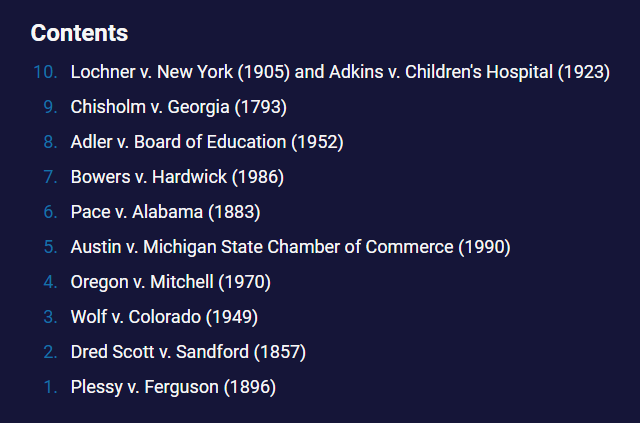 Contents
10. Lochner v. New York (1905) and Adkins v. Children's Hospital (1923)
9. Chisholm v. Georgia (1793)
8. Adler v. Board of Education (1952)
7. Bowers v. Hardwick (1986)
6. Pace v. Alabama (1883)
5. Austin v. Michigan State Chamber of Commerce (1990)
4. Oregon v. Mitchell (1970)
3. Wolf v. Colorado (1949)
2. Dred Scott v. Sandford (1857)
1. Plessy v. Ferguson (1896)